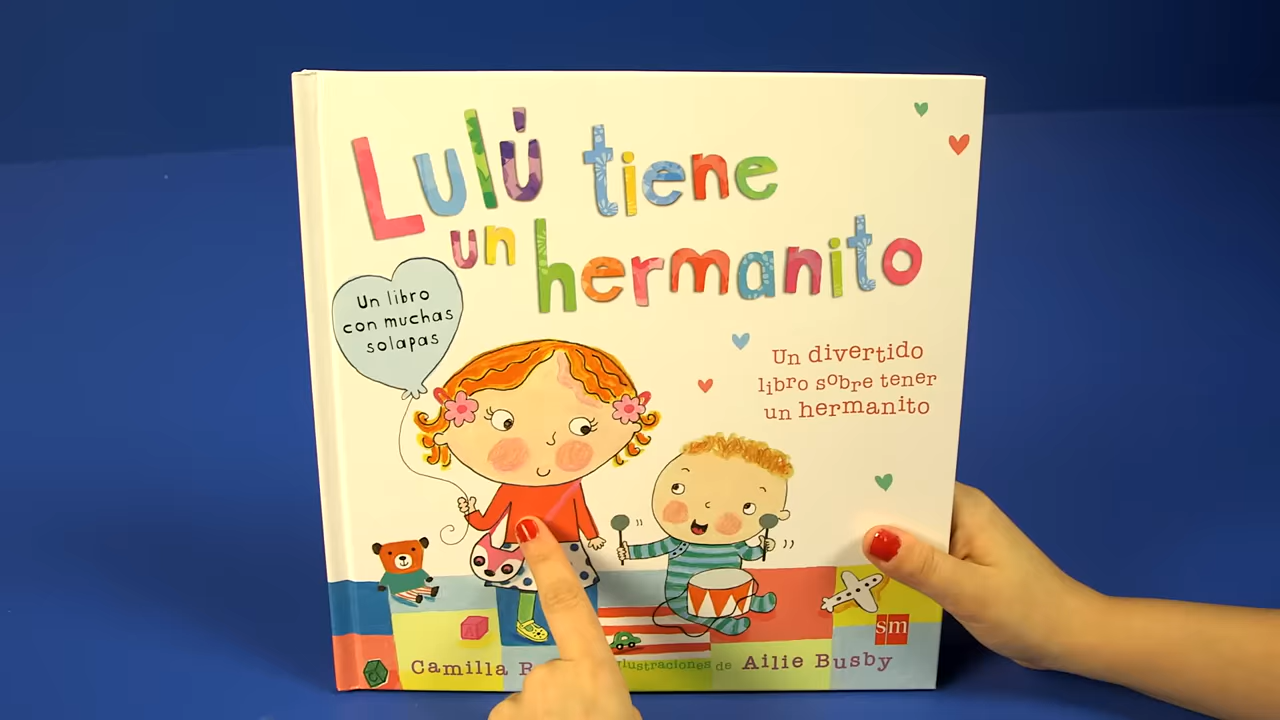 Lulú tiene
un hermanito
Un libro
con muchas
solapas
Un divertido
libro sobre tener
un hermanito
sm
Camilla
ilustraciones de Ailie Busby